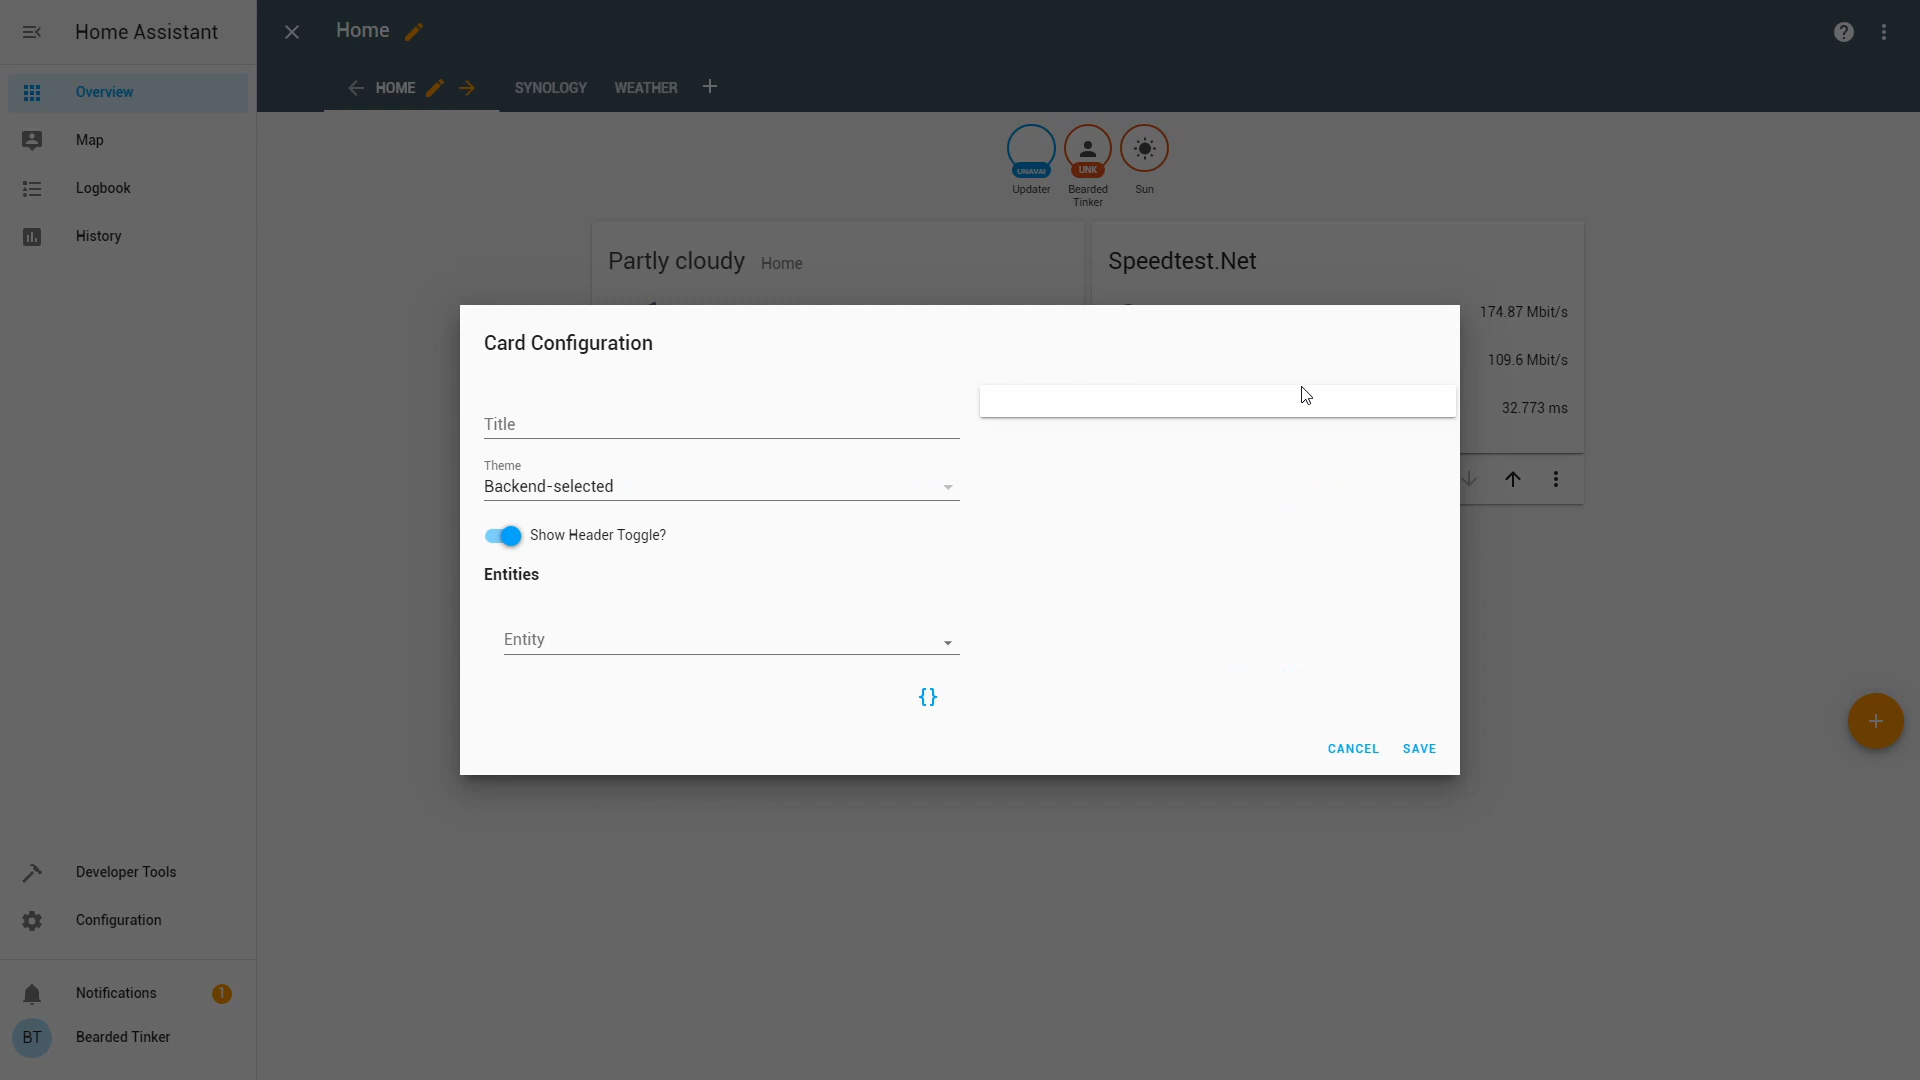 Home Assistant
Overview
Map
Logbook
History
Developer Tools
Configuration
Notifications
1
BT
Bearded Tinker
Home
HOME
SYNOLOGY
WEATHER
UNAVAI
Updater
UNK
Bearded
Tinker
Sun
Partly cloudy Home
Speedtest.Net
174.87 Mbit/s
109.6 Mbit/s
32.773 ms
Card Configuration
Title
Theme
Backend-selected
Show Header Toggle?
Entities
Entity
{}
CANCEL SAVE